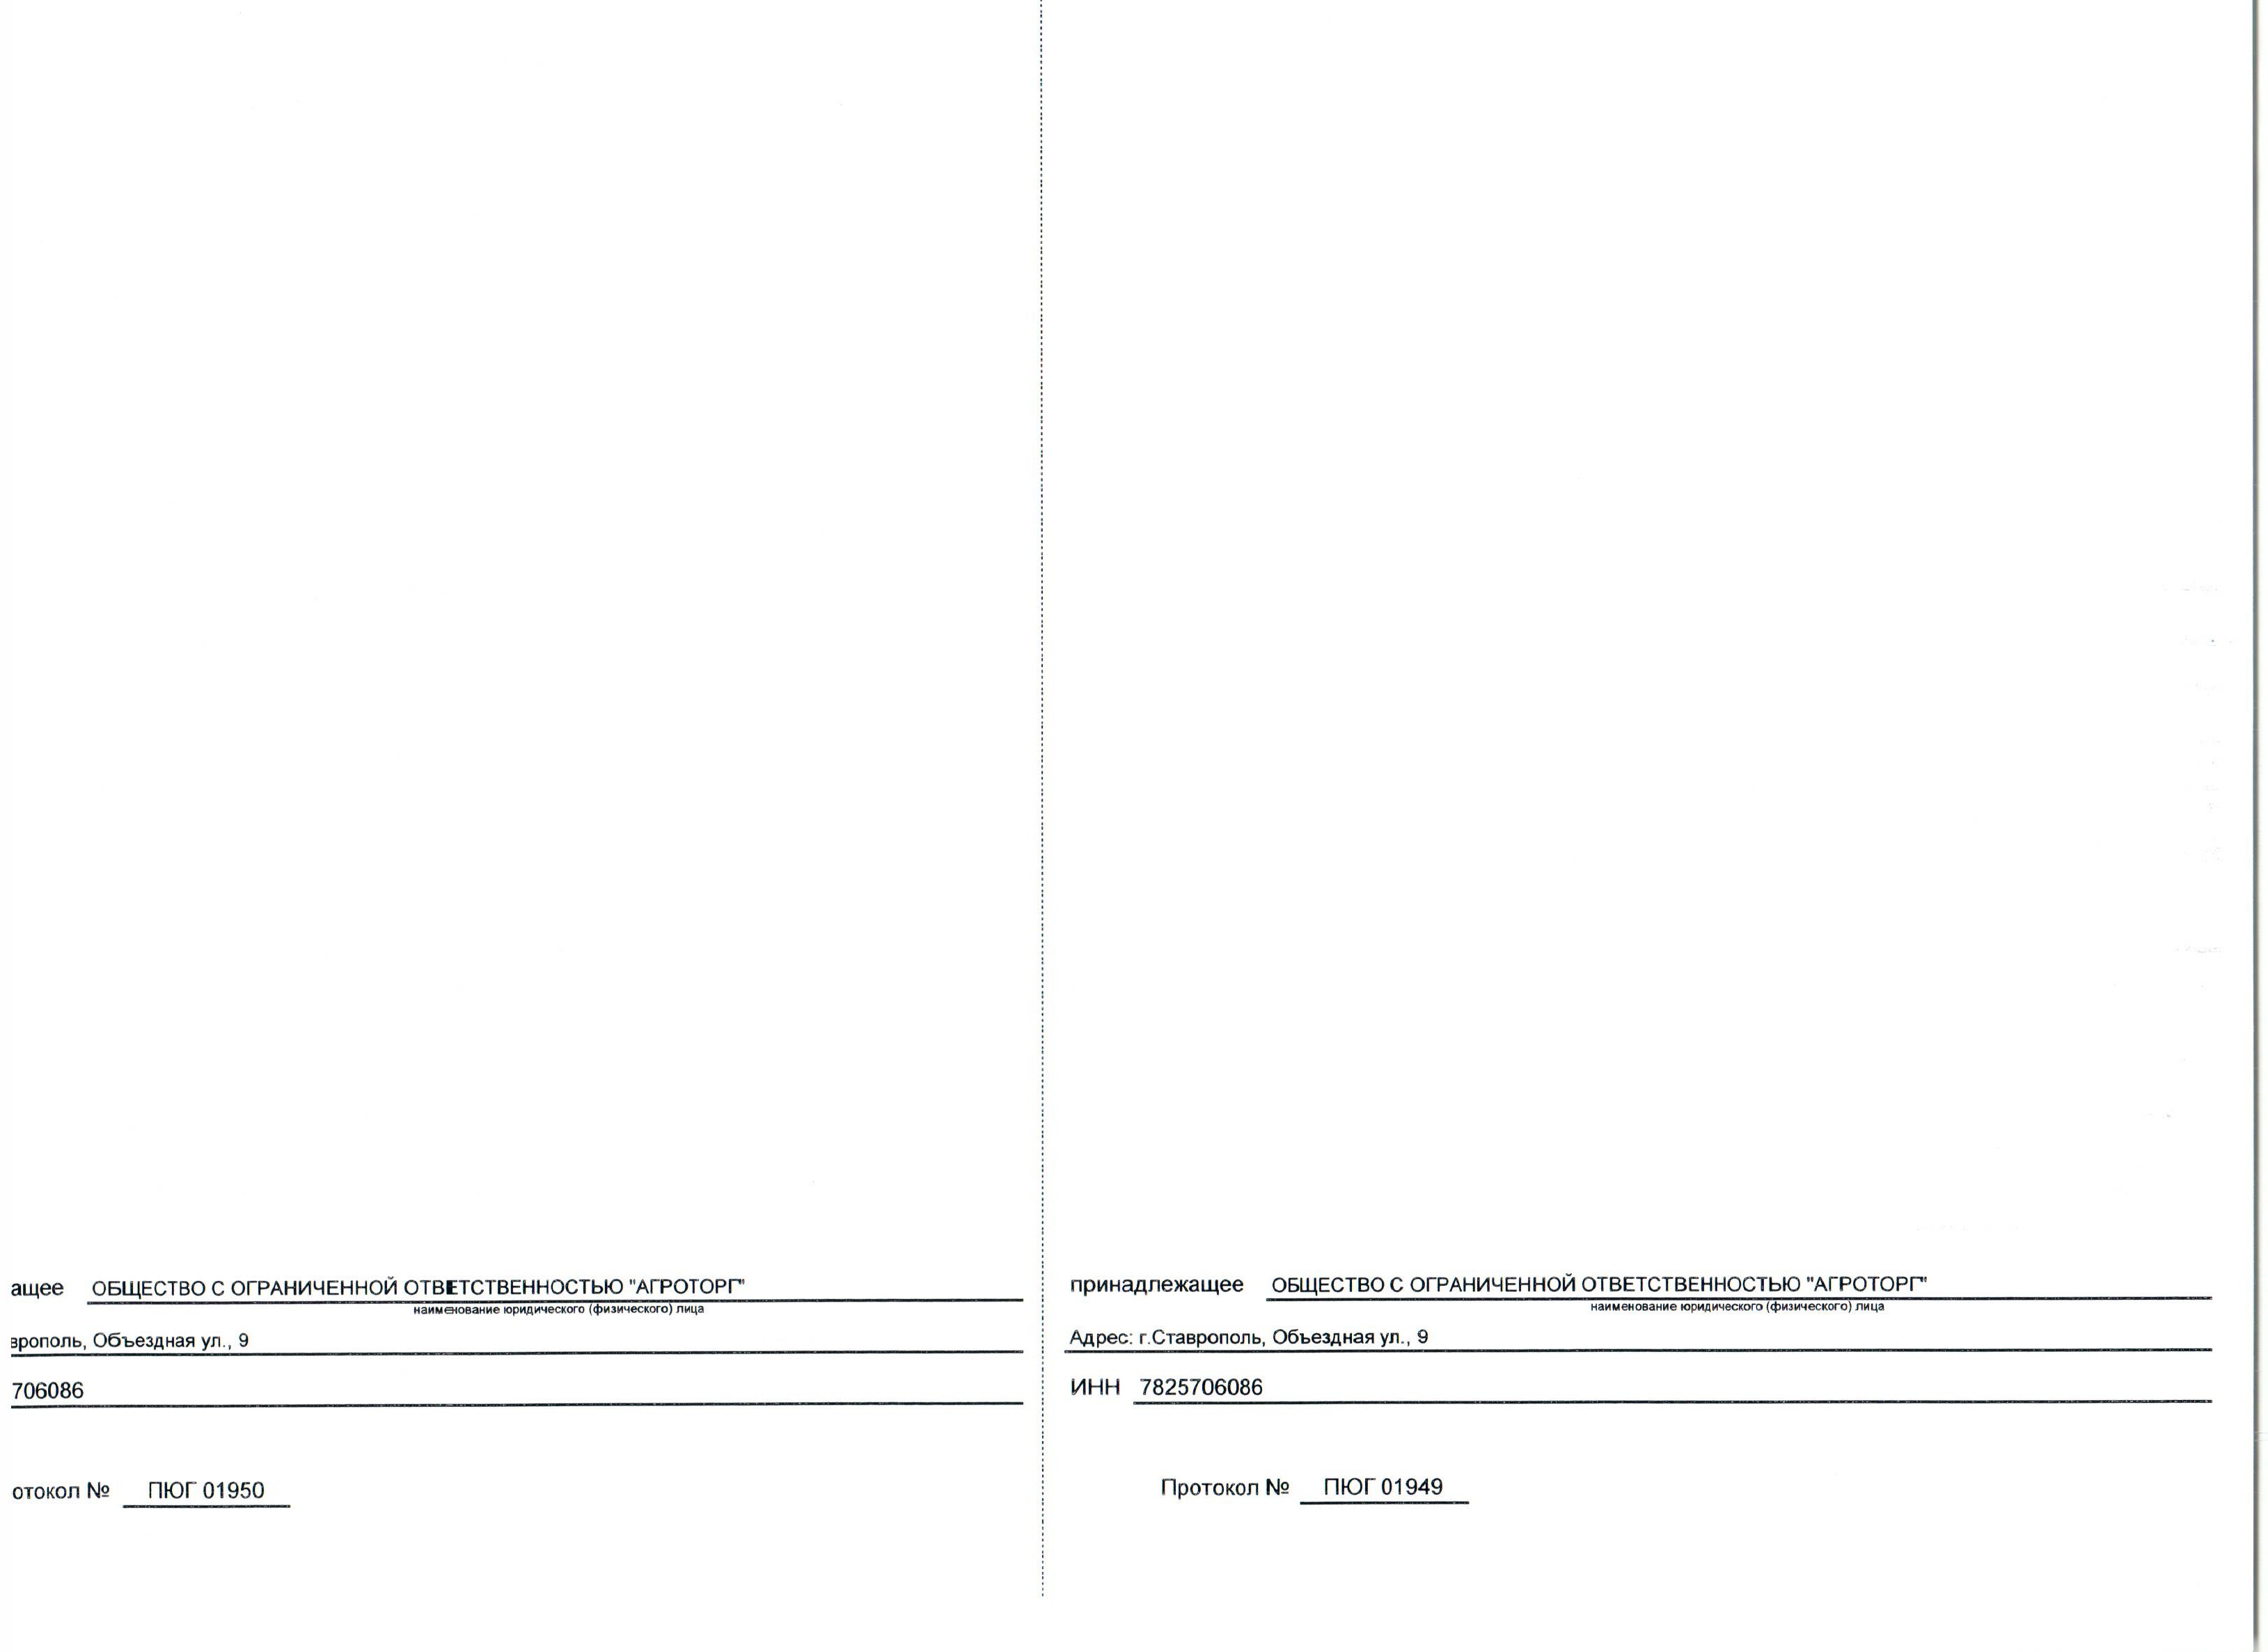 ащее ОБЩЕСТВО С ОГРАНИЧЕННОЙ ОТВЕТСТВЕННОСТЬЮ "АГРОТОРГ"
наименование юридического (физического) лица
врополь, Объездная ул., 9
706086
отокол № ПЮГ 01950
принадлежащее ОБЩЕСТВО С ОГРАНИЧЕННОЙ ОТВЕТСТВЕННОСТЬЮ "АГРОТОРГ"
наименование юридического (физического) лица
Адрес: г.Ставрополь, Объездная ул., 9
ИНН 7825706086
Протокол № ПЮГ 01949